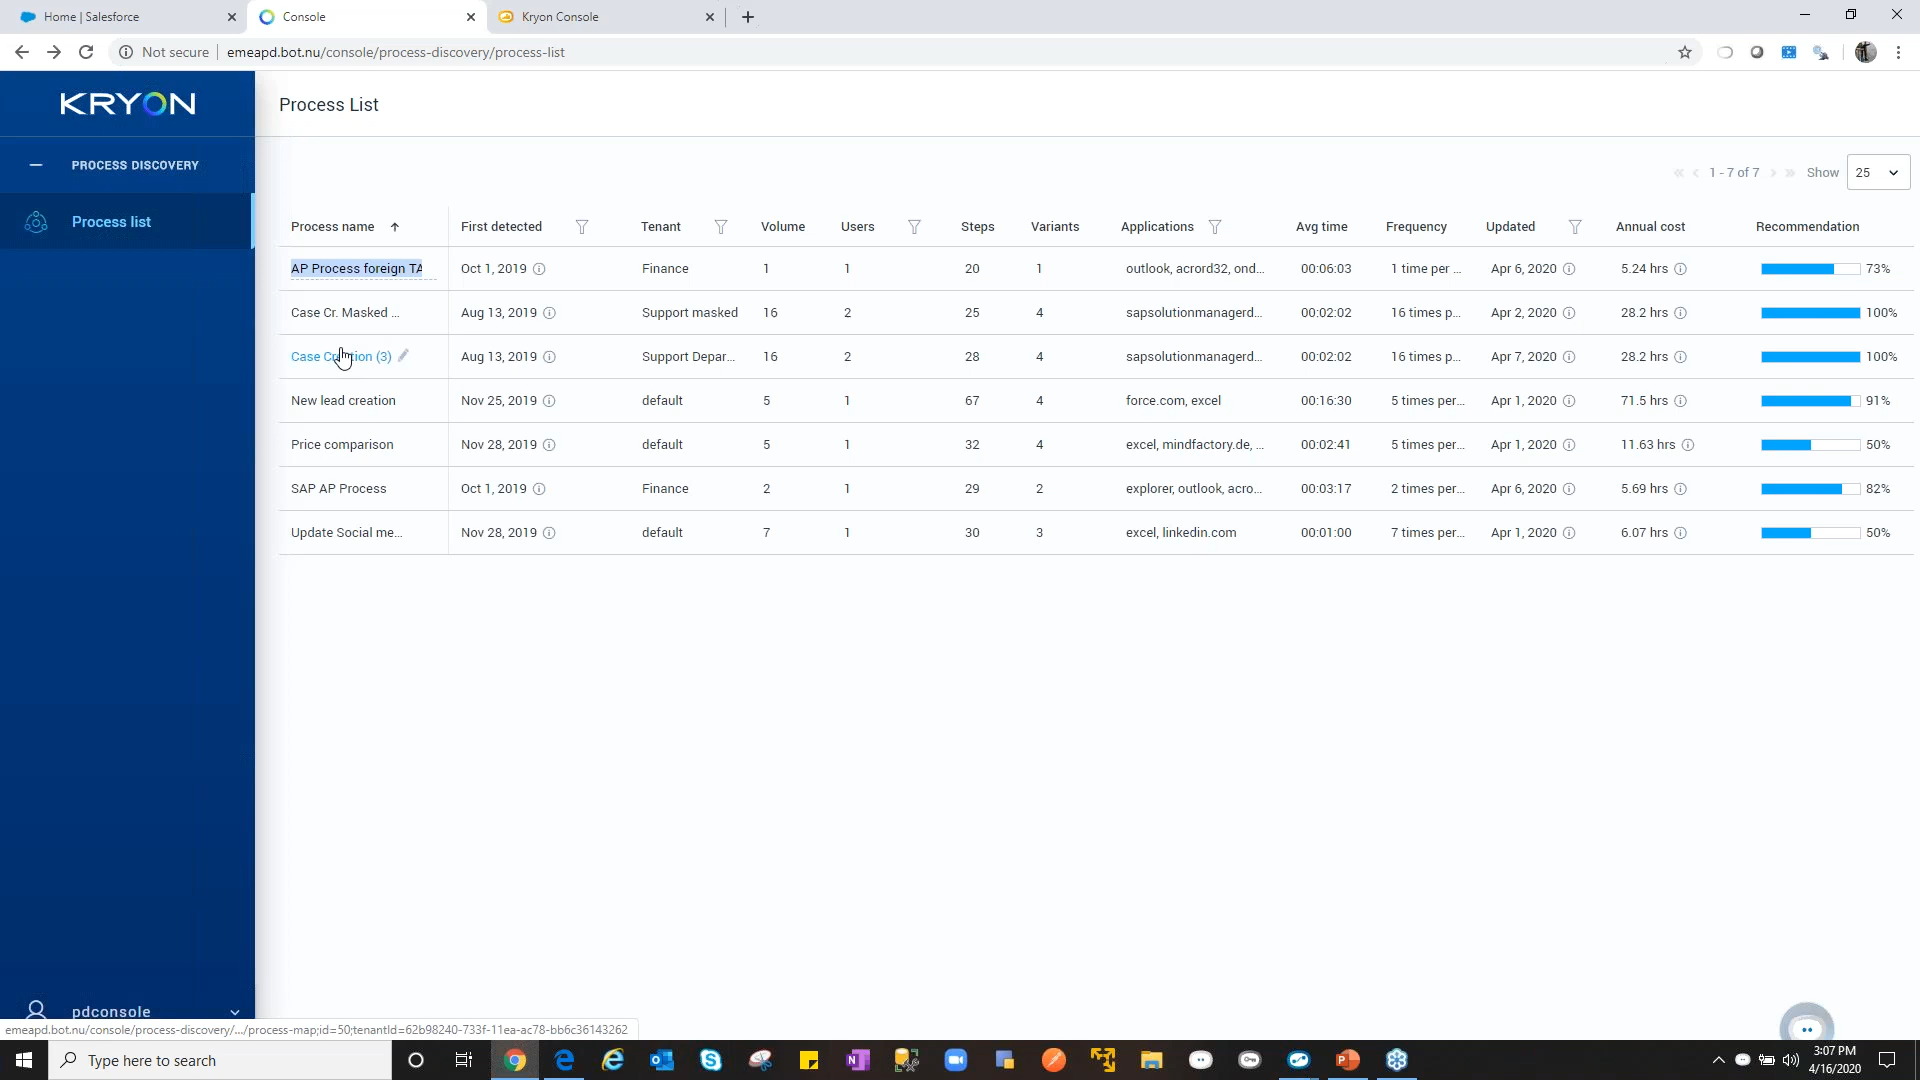 Home | Salesforce
Console
Kryon Console
Not secure
emeapd.bot.nu/console/process-discovery/process-list
KRYON
PROCESS DISCOVERY
Process list
Process List
1 - 7 of 7 Show 25
Process name First detected Tenant Volume Users Steps Variants Applications Avg time Frequency Updated Annual cost Recommendation
AP Process foreign TA Oct 1, 2019 Finance 1 1 20 1 outlook, acrord32, ond... 00:06:03 1 time per ... Apr 6, 2020 5.24 hrs 73%
Case Cr. Masked ... Aug 13, 2019 Support masked 16 2 25 4 sapsolutionmanagerd... 00:02:02 16 times p... Apr 2, 2020 28.2 hrs 100%
Case Creation (3) Aug 13, 2019 Support Depar... 16 2 28 4 sapsolutionmanagerd... 00:02:02 16 times p... Apr 7, 2020 28.2 hrs 100%
New lead creation Nov 25, 2019 default 5 1 67 4 force.com, excel 00:16:30 5 times per... Apr 1, 2020 71.5 hrs 91%
Price comparison Nov 28, 2019 default 5 1 32 4 excel, mindfactory.de, ... 00:02:41 5 times per... Apr 1, 2020 11.63 hrs 50%
SAP AP Process Oct 1, 2019 Finance 2 1 29 2 explorer, outlook, acro... 00:03:17 2 times per... Apr 6, 2020 5.69 hrs 82%
Update Social me... Nov 28, 2019 default 7 1 30 3 excel, linkedin.com 00:01:00 7 times per... Apr 1, 2020 6.07 hrs 50%
pdconsole
emeapd.bot.nu/console/process-discovery/.../process-map;id=50;tenantId=62b98240-733f-11ea-ac78-bb6c36143262
Type here to search
3:07 PM
4/16/2020